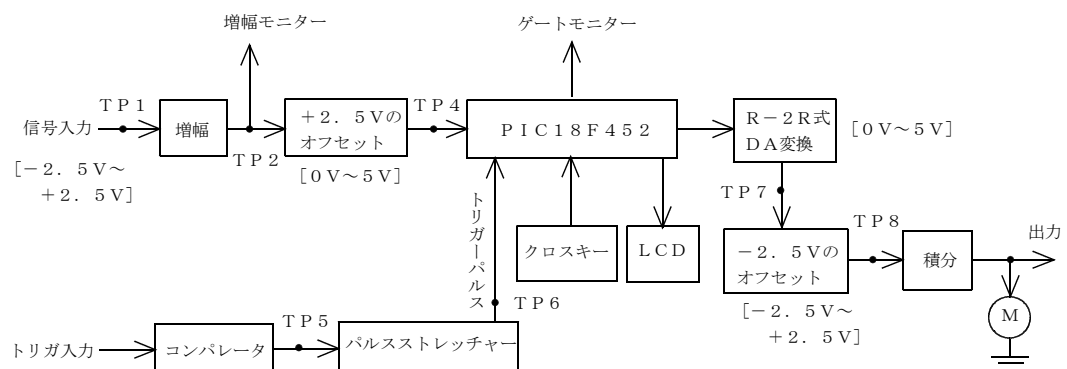 増幅モニター
ゲートモニター
ＴＰ１
信号入力
［－２．５Ｖ～
＋２．５Ｖ］
増幅
ＴＰ２
＋２．５Ｖの
オフセット
［０Ｖ～５Ｖ］
ＴＰ４
ＰＩＣ１８Ｆ４５２
Ｒ－２Ｒ式
ＤＡ変換
［０Ｖ～５Ｖ］
トリガーパルス
クロスキー
ＬＣＤ
ＴＰ７
－２．５Ｖの
オフセット
［－２．５Ｖ～
＋２．５Ｖ］
ＴＰ８
積分
出力
Ｍ
ＴＰ６
トリガ入力
コンパレータ
ＴＰ５
パルスストレッチャー